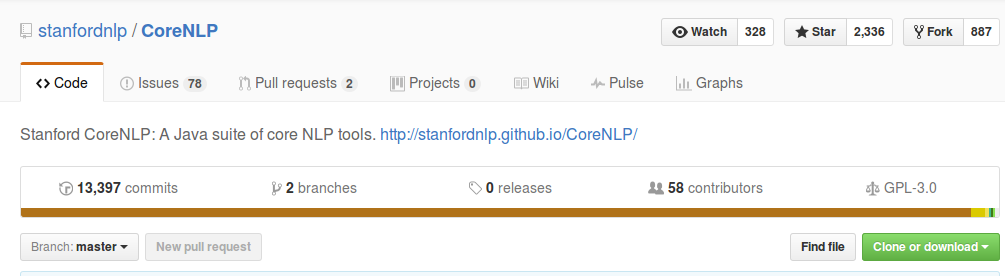 stanfordnlp / CoreNLP Watch 328 Star 2,336 Fork 887
Code Issues 78 Pull requests 2 Projects 0 Wiki Pulse Graphs
Stanford CoreNLP: A Java suite of core NLP tools. http://stanfordnlp.github.io/CoreNLP/
13,397 commits 2 branches 0 releases 58 contributors GPL-3.0
Branch: master New pull request Find file Clone or download